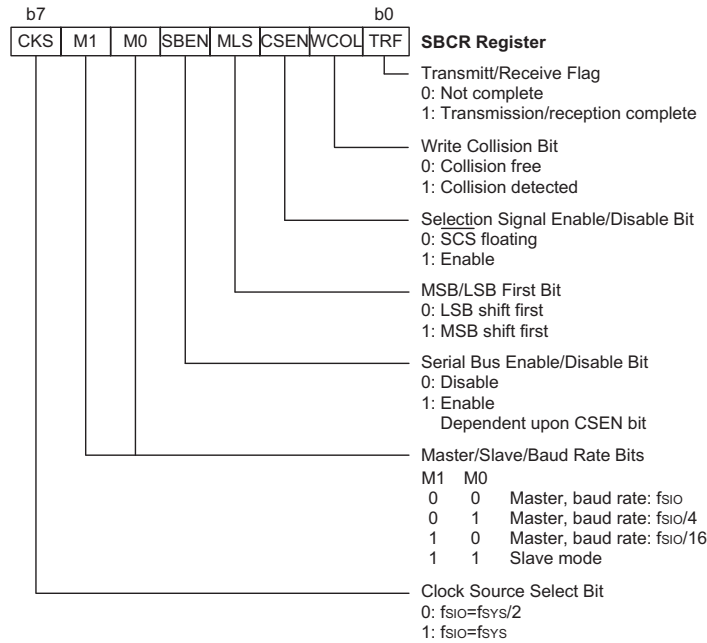 b7 b0
CKS M1 M0 SBEN MLS CSEN WCOL TRF SBCR Register
Transmitt/Receive Flag
0: Not complete
1: Transmission/reception complete
Write Collision Bit
0: Collision free
1: Collision detected
Selection Signal Enable/Disable Bit
0: S̅C̅S̅ floating
1: Enable
MSB/LSB First Bit
0: LSB shift first
1: MSB shift first
Serial Bus Enable/Disable Bit
0: Disable
1: Enable
Dependent upon CSEN bit
Master/Slave/Baud Rate Bits
M1 M0
0 0 Master, baud rate: fSIO
0 1 Master, baud rate: fSIO/4
1 0 Master, baud rate: fSIO/16
1 1 Slave mode
Clock Source Select Bit
0: fSIO=fSYS/2
1: fSIO=fSYS